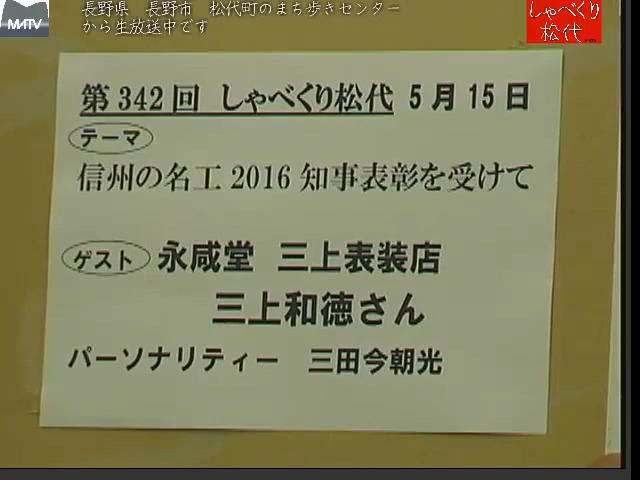 長野県 長野市 松代町のまち歩きセンター
から生放送中です
MATV
しゃべくり
松代
第342回 しゃべくり松代 5月15日
テーマ
信州の名工2016知事表彰を受けて
ゲスト 永咸堂 三上表装店
三上和徳さん
パーソナリティー 三田今朝光